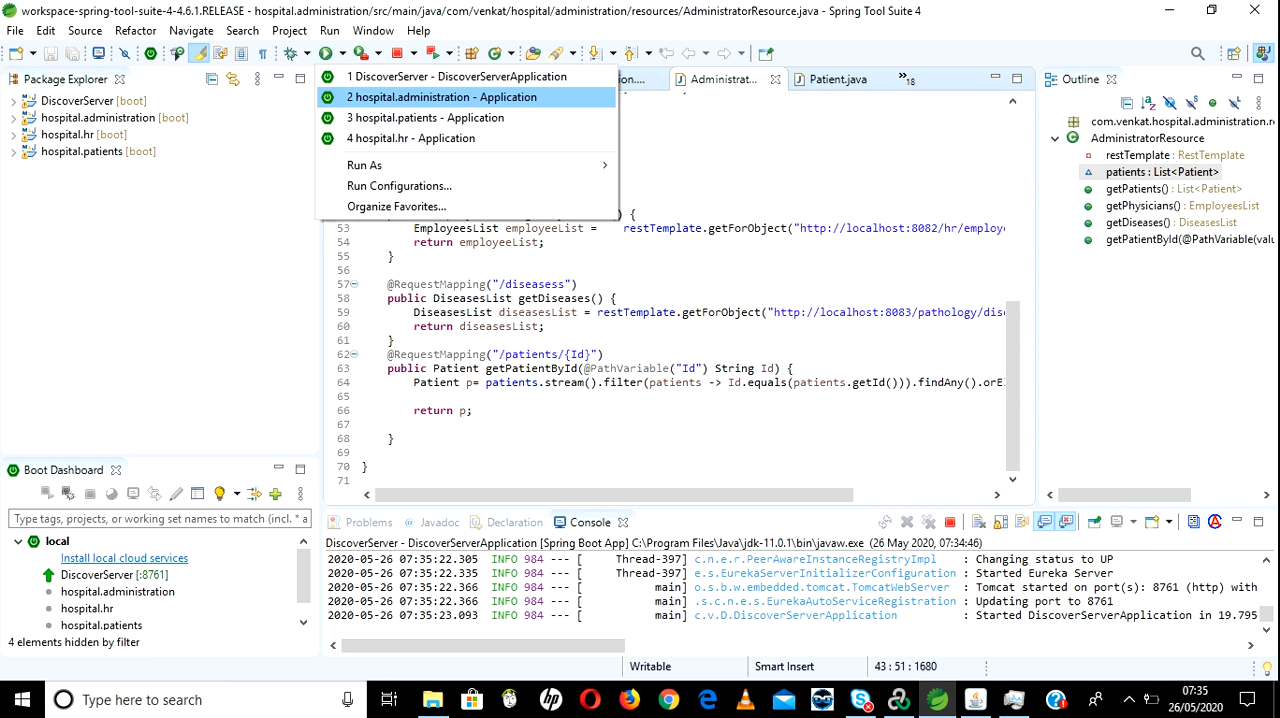 workspace-spring-tool-suite-4-4.6.1.RELEASE - hospital.administration/src/main/java/com/venkat/hospital/administration/resources/AdministratorResource.java - Spring Tool Suite 4
File Edit Source Refactor Navigate Search Project Run Window Help
Package Explorer
DiscoverServer [boot]
hospital.administration [boot]
hospital.hr [boot]
hospital.patients [boot]
1 DiscoverServer - DiscoverServerApplication
2 hospital.administration - Application
3 hospital.patients - Application
4 hospital.hr - Application
Run As
Run Configurations...
Organize Favorites...
on....
Administrat...
Patient.java
18
) {
53 EmployeesList employeeList = restTemplate.getForObject("http://localhost:8082/hr/employ
54 return employeeList;
55 }
56
57 @RequestMapping("/diseasess")
58 public DiseasesList getDiseases() {
59 DiseasesList diseasesList = restTemplate.getForObject("http://localhost:8083/pathology/dis
60 return diseasesList;
61 }
62 @RequestMapping("/patients/{Id}")
63 public Patient getPatientById(@PathVariable("Id") String Id) {
64 Patient p= patients.stream().filter(patients -> Id.equals(patients.getId())).findAny().orEl
65
66 return p;
67
68 }
69
70 }
71
Outline
com.venkat.hospital.administration.r
AdministratorResource
restTemplate : RestTemplate
patients : List<Patient>
getPatients() : List<Patient>
getPhysicians() : EmployeesList
getDiseases() : DiseasesList
getPatientById(@PathVariable(valu
Boot Dashboard
Type tags, projects, or working set names to match (incl. * a
local
Install local cloud services
DiscoverServer [:8761]
hospital.administration
hospital.hr
hospital.patients
4 elements hidden by filter
Problems Javadoc Declaration Console
DiscoverServer - DiscoverServerApplication [Spring Boot App] C:\Program Files\Java\jdk-11.0.1\bin\javaw.exe (26 May 2020, 07:34:46)
2020-05-26 07:35:22.305 INFO 984 --- [ Thread-397] c.n.e.r.PeerAwareInstanceRegistryImpl : Changing status to UP
2020-05-26 07:35:22.335 INFO 984 --- [ Thread-397] e.s.EurekaServerInitializerConfiguration : Started Eureka Server
2020-05-26 07:35:22.366 INFO 984 --- [ main] o.s.b.w.embedded.tomcat.TomcatWebServer : Tomcat started on port(s): 8761 (http) with
2020-05-26 07:35:22.366 INFO 984 --- [ main] .s.c.n.e.s.EurekaAutoServiceRegistration : Updating port to 8761
2020-05-26 07:35:23.093 INFO 984 --- [ main] c.v.D.DiscoverServerApplication : Started DiscoverServerApplication in 19.795
Writable Smart Insert 43 : 51 : 1680
Type here to search
07:35
26/05/2020